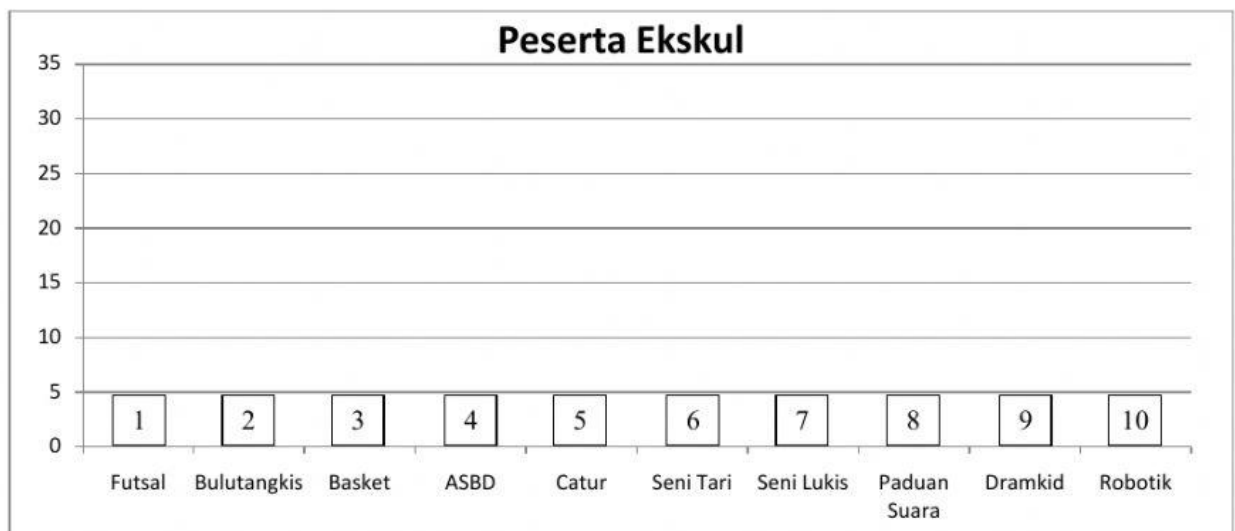 Peserta Ekskul
35
30
25
20
15
10
5
0
1 2 3 4 5 6 7 8 9 10
Futsal Bulutangkis Basket ASBD Catur Seni Tari Seni Lukis Paduan Suara Dramkid Robotik